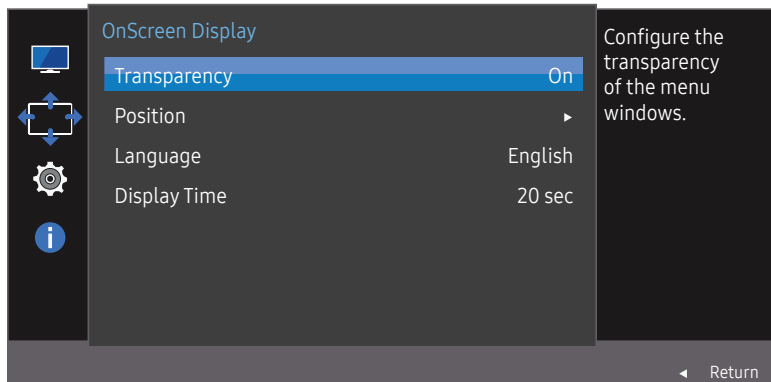 OnScreen Display
Transparency On
Position ▸
Language English
Display Time 20 sec
Configure the
transparency
of the menu
windows.
◂ Return